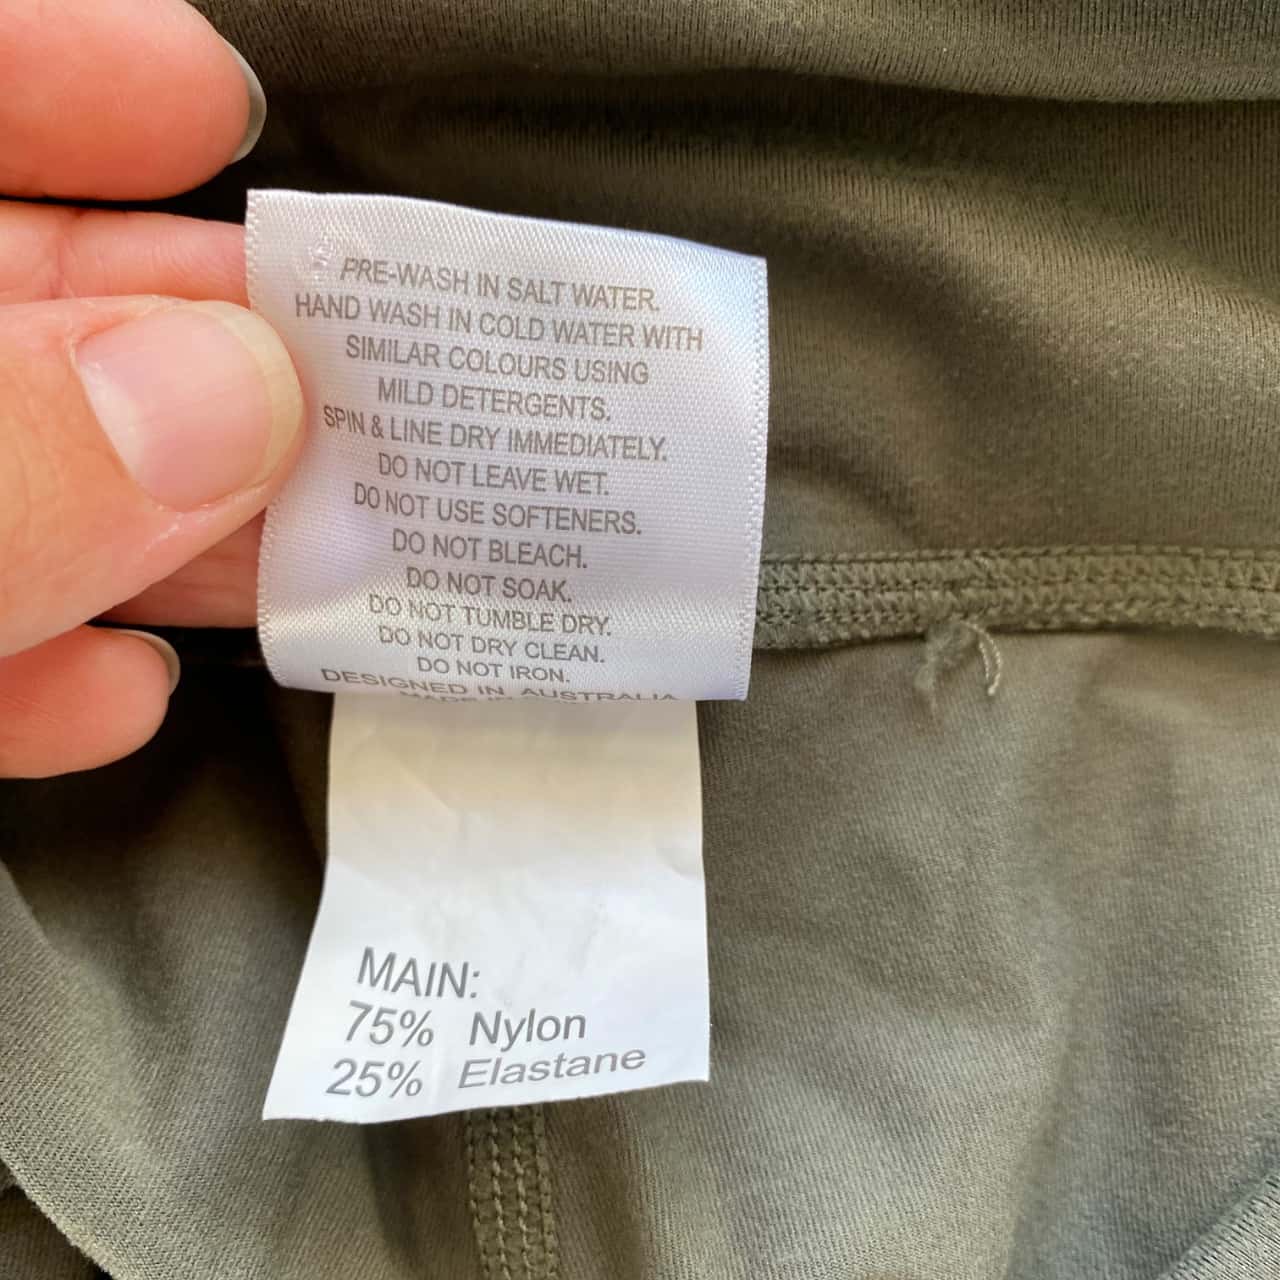 PRE-WASH IN SALT WATER.
HAND WASH IN COLD WATER WITH
SIMILAR COLOURS USING
MILD DETERGENTS.
SPIN & LINE DRY IMMEDIATELY.
DO NOT LEAVE WET.
DO NOT USE SOFTENERS.
DO NOT BLEACH.
DO NOT SOAK.
DO NOT TUMBLE DRY.
DO NOT DRY CLEAN.
DO NOT IRON.
DESIGNED IN AUSTRALIA
MADE IN
MAIN:
75% Nylon
25% Elastane